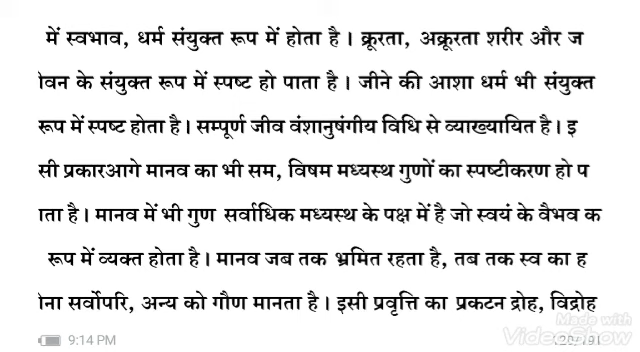 में स्वभाव, धर्म संयुक्त रूप में होता है। क्रूरता, अक्रूरता शरीर और ज
ीवन के संयुक्त रूप में स्पष्ट हो पाता है। जीने की आशा धर्म भी संयुक्त
रूप में स्पष्ट होता है। सम्पूर्ण जीव वंशानुषंगीय विधि से व्याख्यायित है। इ
सी प्रकारआगे मानव का भी सम, विषम मध्यस्थ गुणों का स्पष्टीकरण हो प
ाता है। मानव में भी गुण सर्वाधिक मध्यस्थ के पक्ष में है जो स्वयं के वैभव क
रूप में व्यक्त होता है। मानव जब तक भ्रमित रहता है, तब तक स्व का ह
ोना सर्वोपरि, अन्य को गौण मानता है। इसी प्रवृत्ति का प्रकटन द्रोह, विद्रोह
9:14 PM
Made with
VideoShow